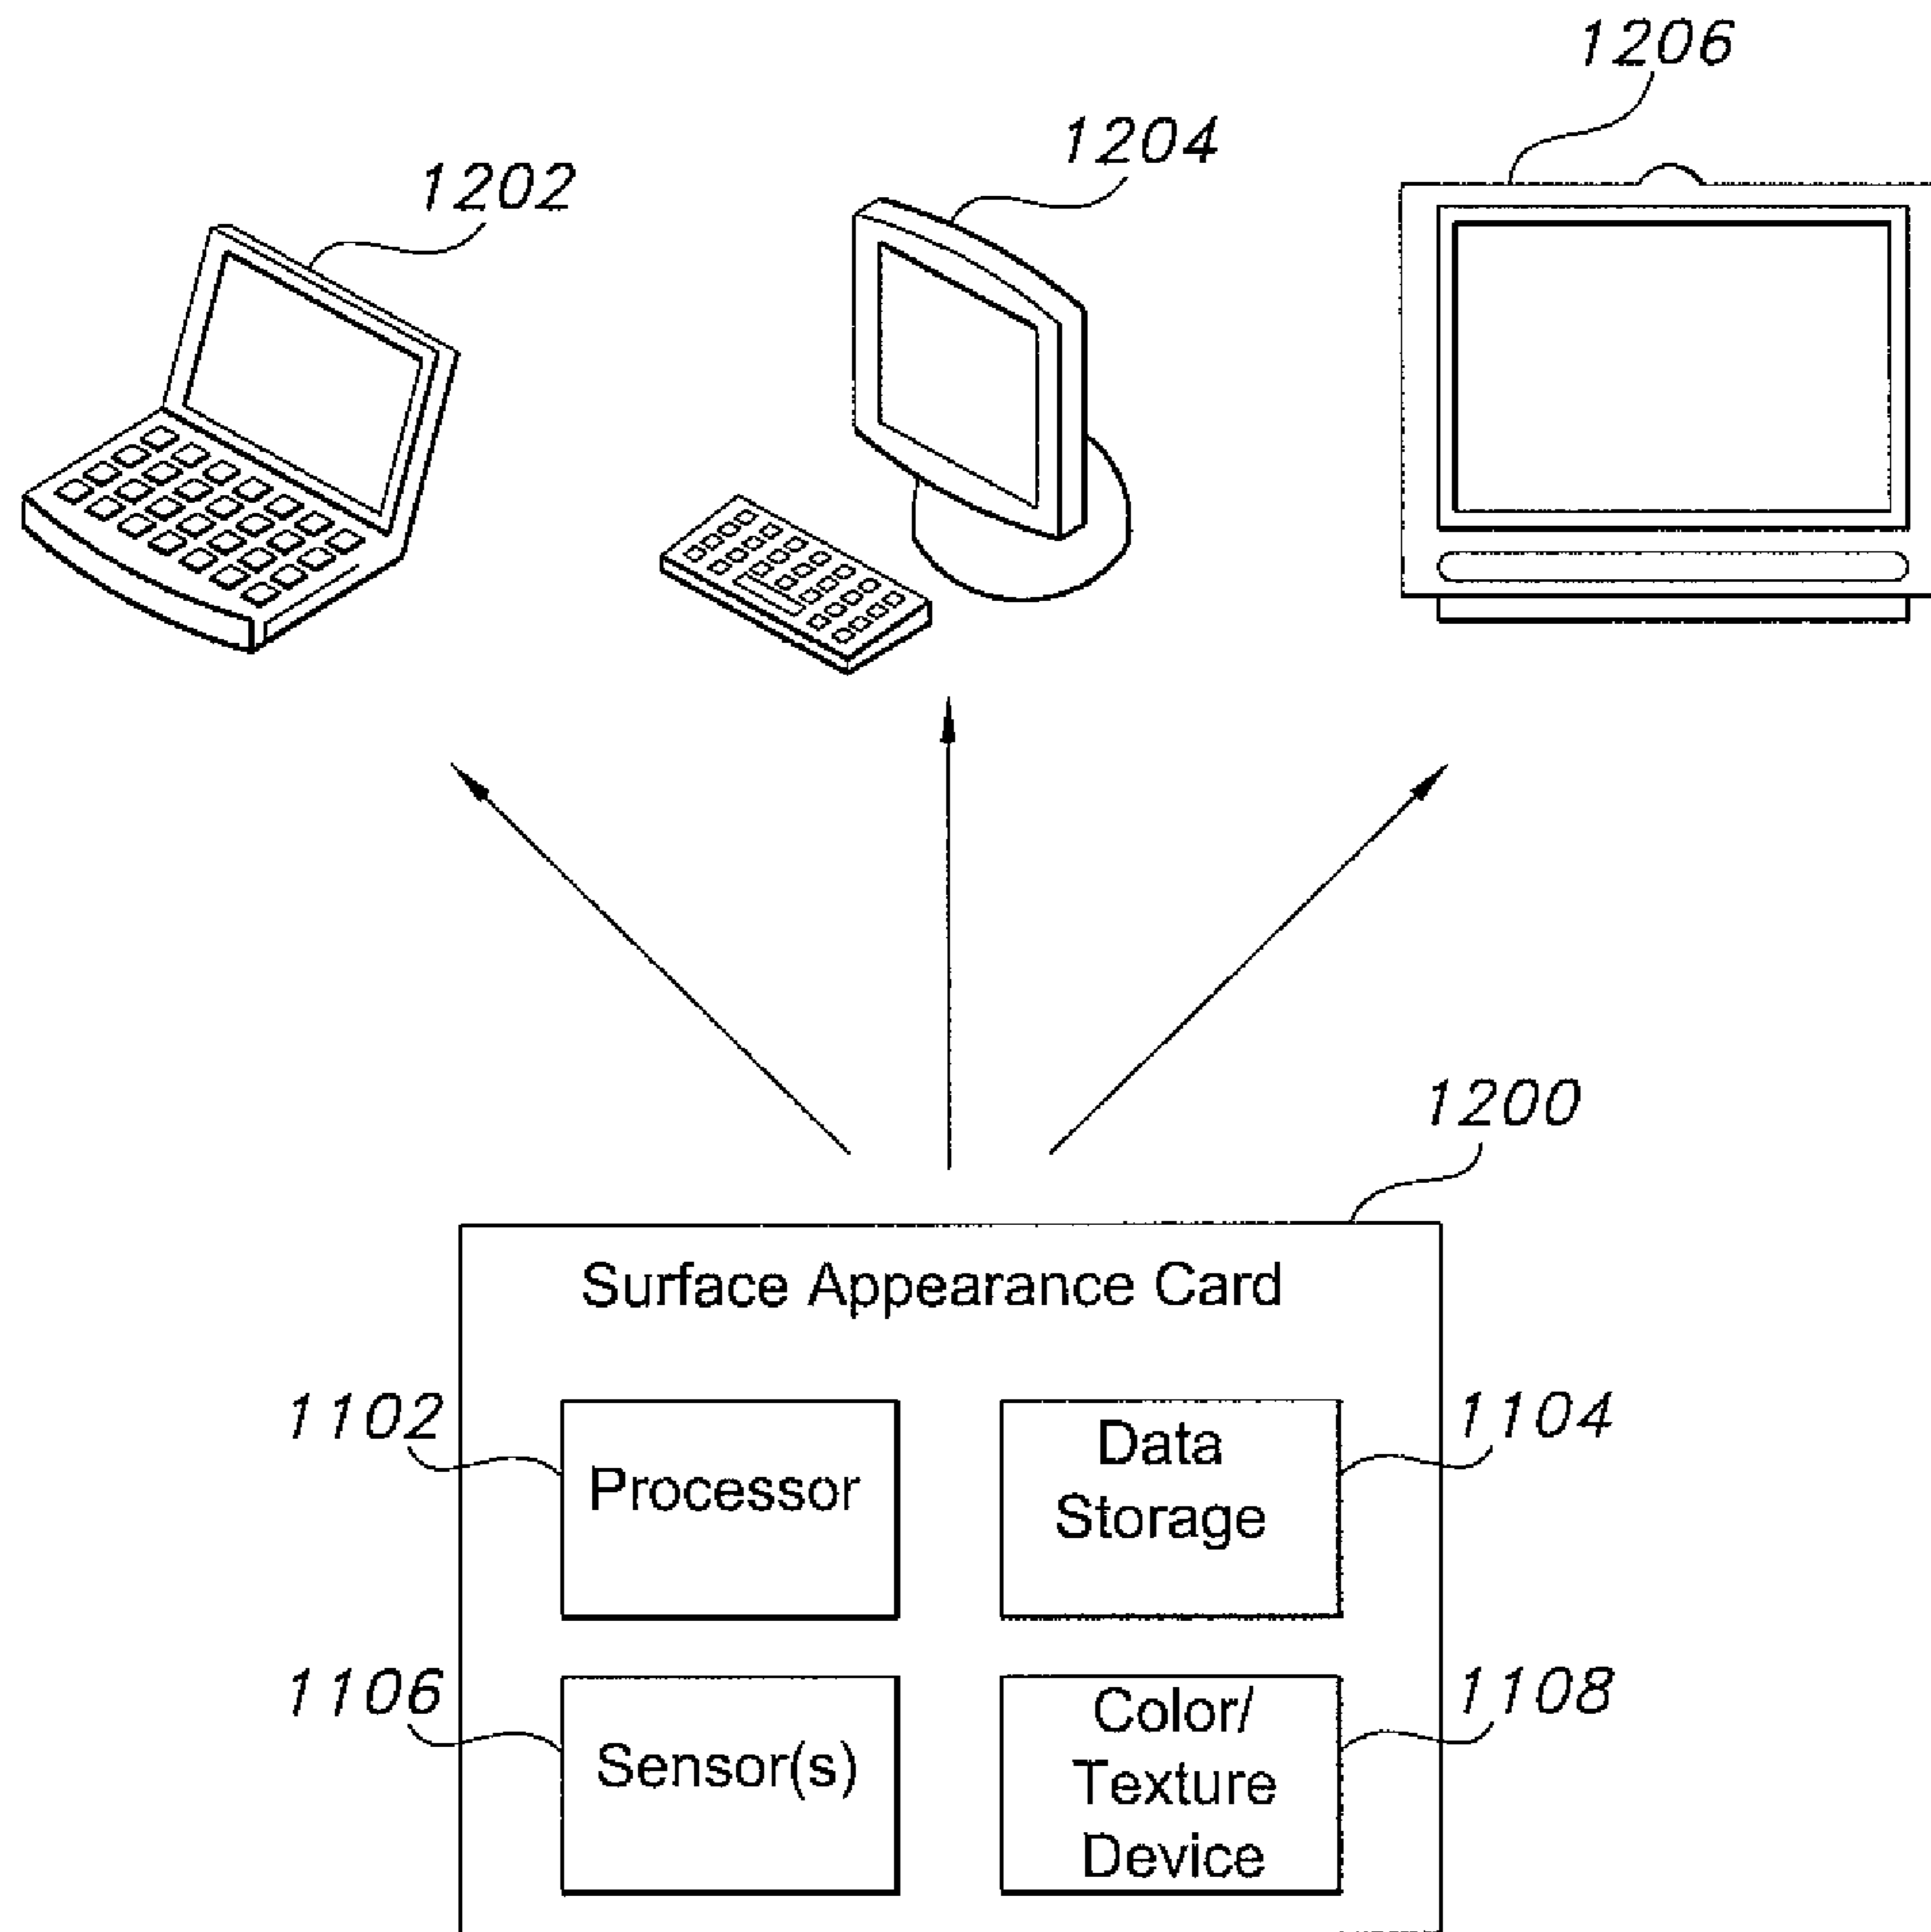 1206
1204
1202
1200
Surface Appearance Card
1102
Processor
Data
Storage
1104
1106
Sensor(s)
Color/
Texture
Device
1108